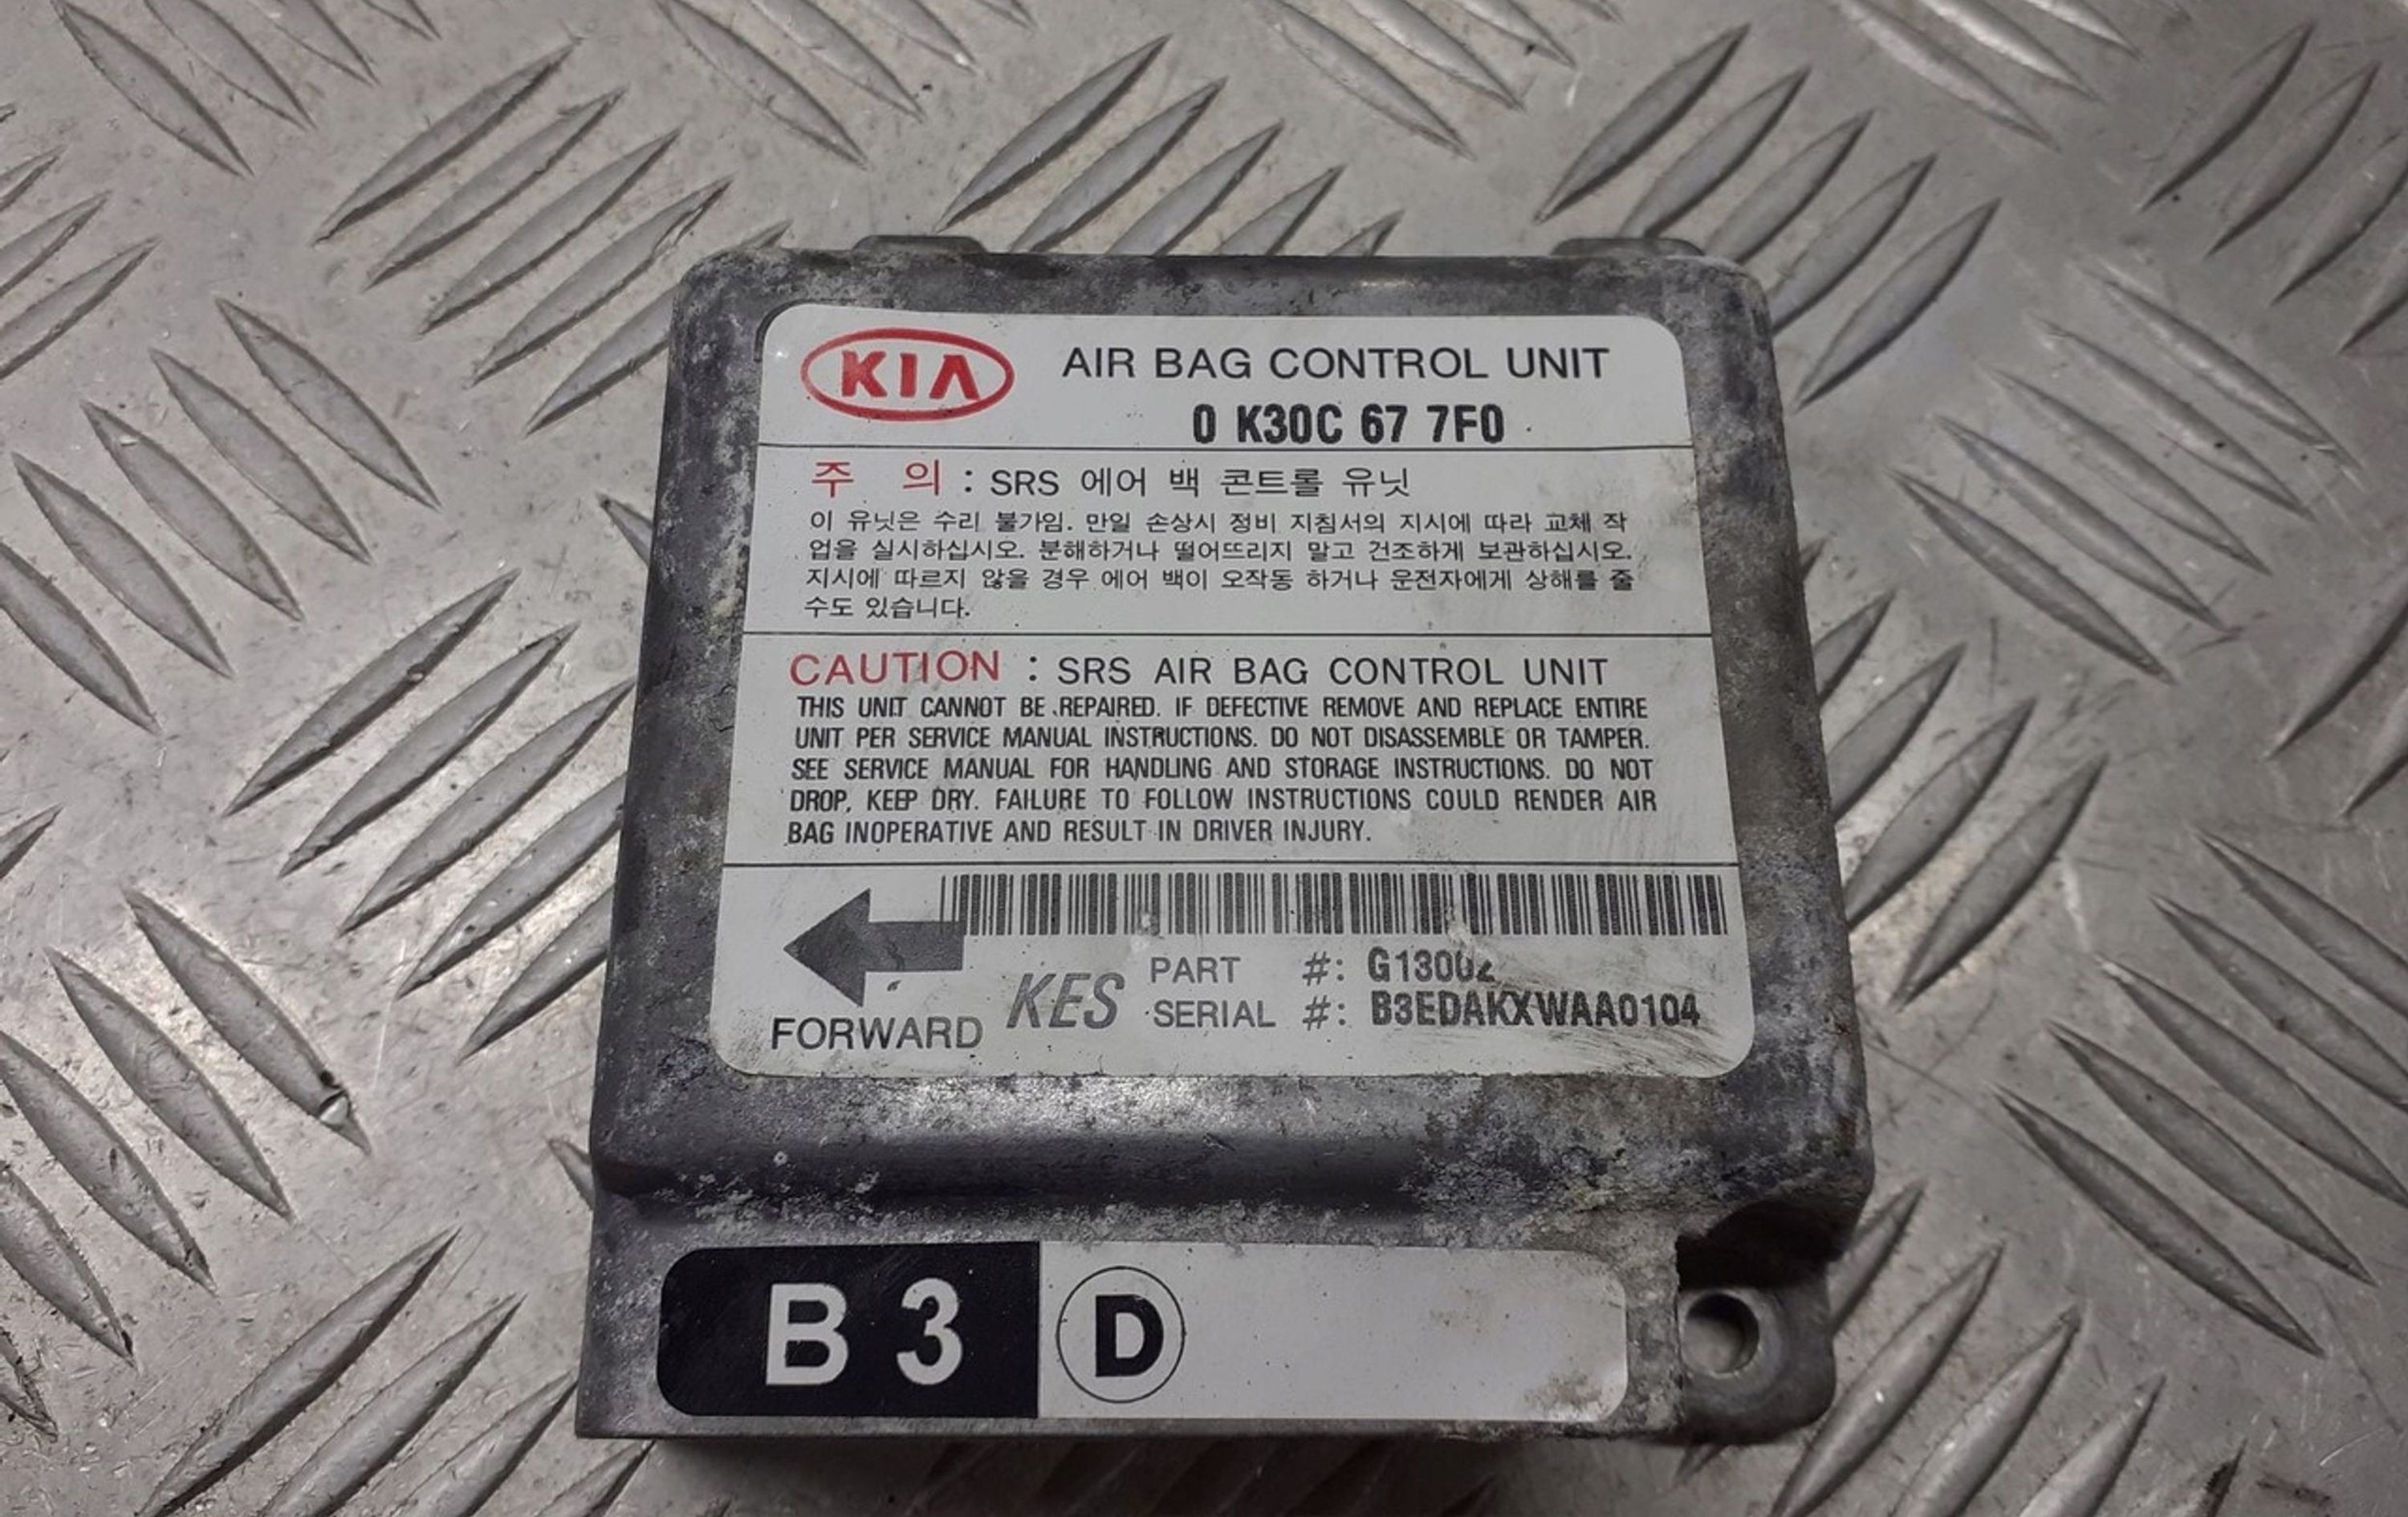 KIA AIR BAG CONTROL UNIT
0 K30C 67 7F0
주 의 : SRS 에어 백 콘트롤 유닛
이 유닛은 수리 불가임. 만일 손상시 정비 지침서의 지시에 따라 교체 작
업을 실시하십시오. 분해하거나 떨어뜨리지 말고 건조하게 보관하십시오.
지시에 따르지 않을 경우 에어 백이 오작동 하거나 운전자에게 상해를 줄
수도 있습니다.
CAUTION : SRS AIR BAG CONTROL UNIT
THIS UNIT CANNOT BE REPAIRED. IF DEFECTIVE REMOVE AND REPLACE ENTIRE
UNIT PER SERVICE MANUAL INSTRUCTIONS. DO NOT DISASSEMBLE OR TAMPER.
SEE SERVICE MANUAL FOR HANDLING AND STORAGE INSTRUCTIONS. DO NOT
DROP, KEEP DRY. FAILURE TO FOLLOW INSTRUCTIONS COULD RENDER AIR
BAG INOPERATIVE AND RESULT IN DRIVER INJURY.
PART #: G13002
KES SERIAL #: B3EDAKXWAA0104
FORWARD
B3 D